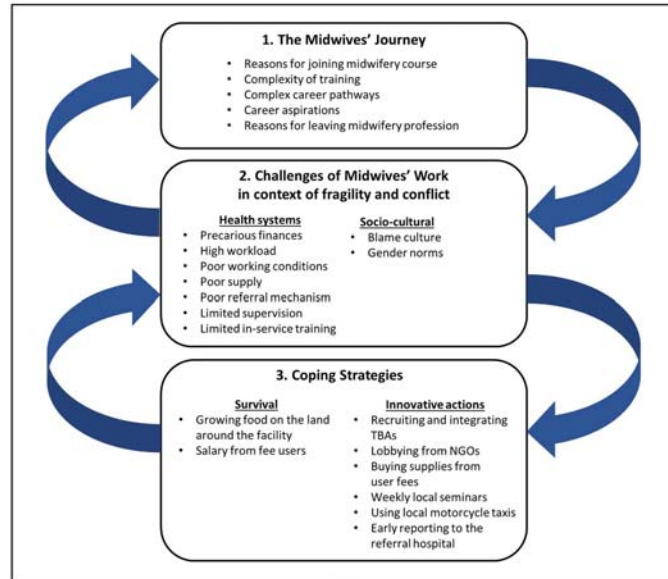 1. The Midwives’ Journey
• Reasons for joining midwifery course
• Complexity of training
• Complex career pathways
• Career aspirations
• Reasons for leaving midwifery profession
2. Challenges of Midwives’ Work
in context of fragility and conflict
Health systems
• Precarious finances
• High workload
• Poor working conditions
• Poor supply
• Poor referral mechanism
• Limited supervision
• Limited in-service training
Socio-cultural
• Blame culture
• Gender norms
3. Coping Strategies
Survival
• Growing food on the land
around the facility
• Salary from fee users
Innovative actions
• Recruiting and integrating
TBAs
• Lobbying from NGOs
• Buying supplies from
user fees
• Weekly local seminars
• Using local motorcycle taxis
• Early reporting to the
referral hospital